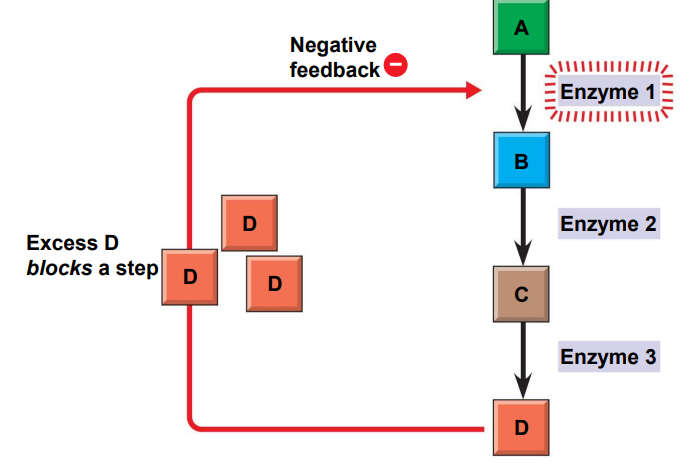 Negative
feedback
−
A
Enzyme 1
B
Enzyme 2
Excess D
blocks a step
D
D
D
C
Enzyme 3
D